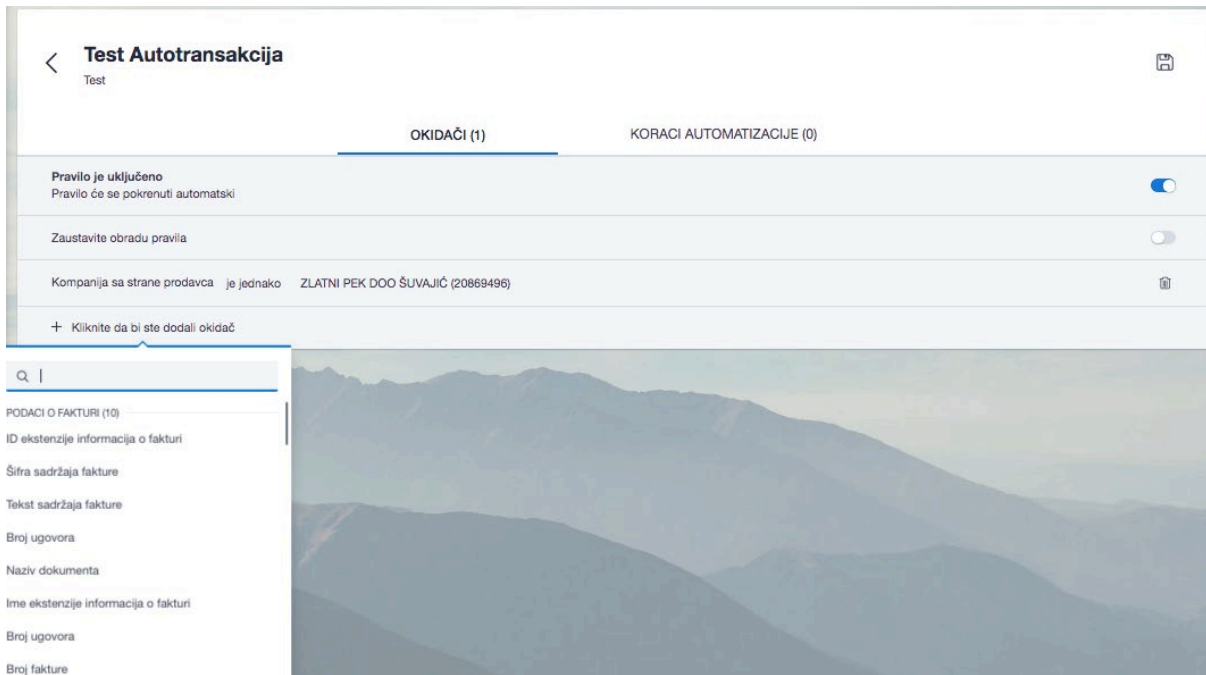 Test Autotransakcija
Test
OKIDAČI (1)
KORACI AUTOMATIZACIJE (0)
Pravilo je uključeno
Pravilo će se pokrenuti automatski
Zaustavite obradu pravila
Kompanija sa strane prodavca je jednako ZLATNI PEK DOO ŠUVAJIĆ (20869496)
+ Kliknite da bi ste dodali okidač
PODACI O FAKTURI (10)
ID ekstenzije informacija o fakturi
Šifra sadržaja fakture
Tekst sadržaja fakture
Broj ugovora
Naziv dokumenta
Ime ekstenzije informacija o fakturi
Broj ugovora
Broj fakture